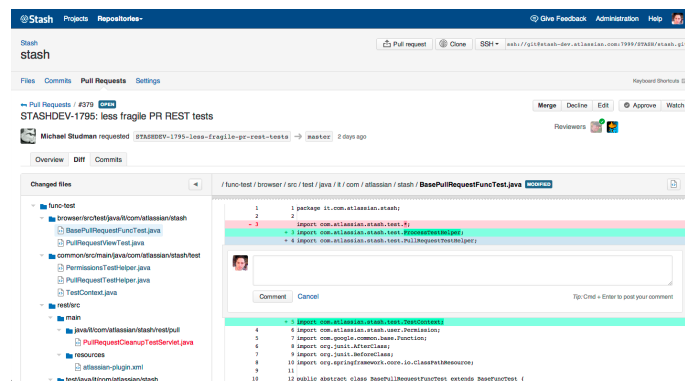 Stash Projects Repositories Give Feedback Administration Help
Stash
stash
Pull request Clone SSH ssh://git@stash-dev.atlassian.com:7999/STASH/stash.gi
Files Commits Pull Requests Settings Keyboard Shortcuts
Pull Requests / #379 OPEN
STASHDEV-1795: less fragile PR REST tests
Merge Decline Edit Approve Watch
Michael Studman requested STASHDEV-1795-less-fragile-pr-rest-tests → master 2 days ago
Reviewers
Overview Diff Commits
Changed files
/ func-test / browser / src / test / java / it / com / atlassian / stash / BasePullRequestFuncTest.java MODIFIED
func-test
browser/src/test/java/it/com/atlassian/stash
BasePullRequestFuncTest.java
PullRequestViewTest.java
common/src/main/java/com/atlassian/stash/test
PermissionsTestHelper.java
PullRequestTestHelper.java
TestContext.java
rest/src
main
java/it/com/atlassian/stash/rest/pull
PullRequestCleanupTestServlet.java
resources
atlassian-plugin.xml
test/java/it/com/atlassian/stash
1 1 package it.com.atlassian.stash;
2 2
- 3 import com.atlassian.stash.test.*;
+ 3 import com.atlassian.stash.test.ProcessTestHelper;
+ 4 import com.atlassian.stash.test.PullRequestTestHelper;
Comment Cancel Tip: Cmd + Enter to post your comment
+ 5 import com.atlassian.stash.test.TestContext;
4 6 import com.atlassian.stash.user.Permission;
5 7 import com.google.common.base.Function;
6 8 import org.junit.AfterClass;
7 9 import org.junit.BeforeClass;
8 10 import org.springframework.core.io.ClassPathResource;
9 11
10 12 public abstract class BasePullRequestFuncTest extends BaseFuncTest {